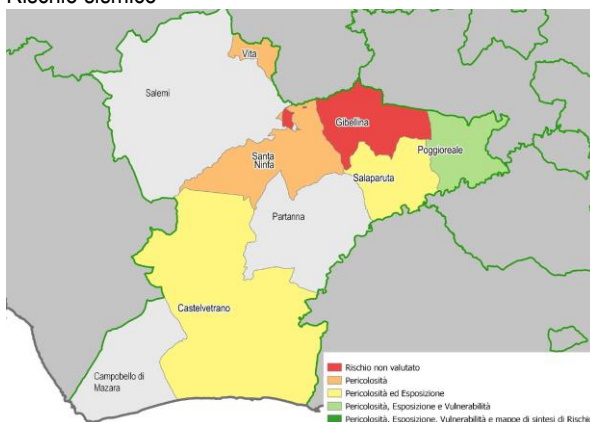 Rischio sismico
Vita
Salemi
Gibellina
Poggioreale
Santa
Ninfa
Salaparuta
Partanna
Castelvetrano
Campobello di
Mazara
Rischio non valutato
Pericolosità
Pericolosità ed Esposizione
Pericolosità, Esposizione e Vulnerabilità
Pericolosità, Esposizione, Vulnerabilità e mappe di sintesi di Rischi